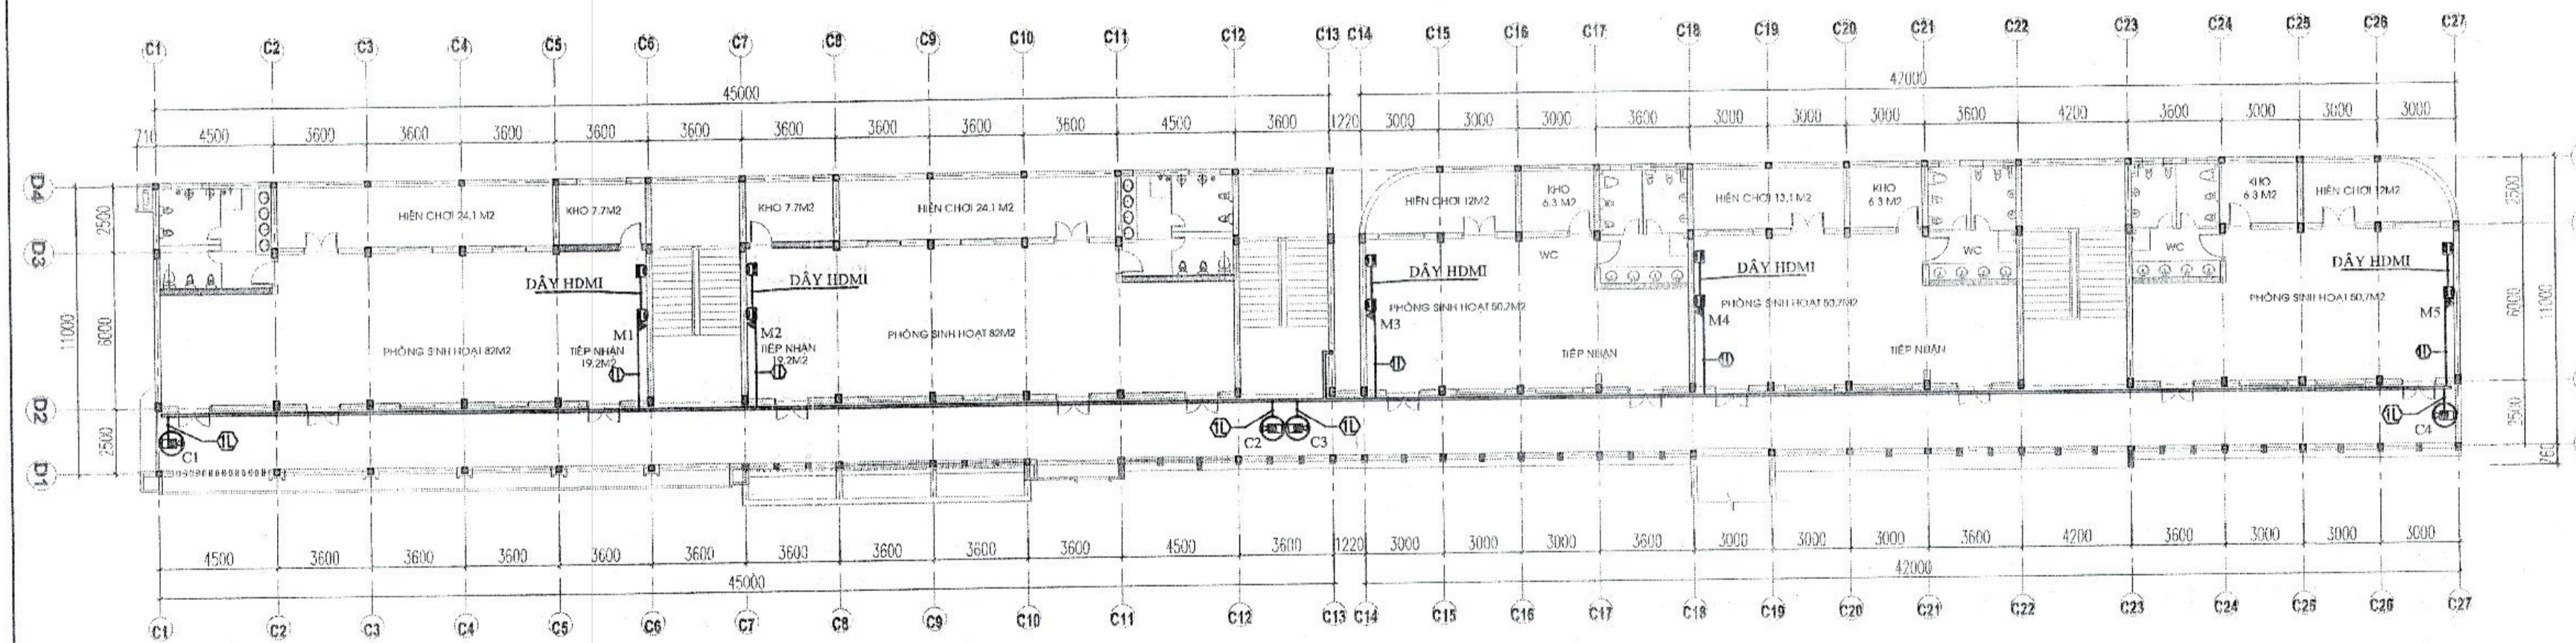 C1 C2 C3 C4 C5 C6 C7 C8 C9 C10 C11 C12 C13 C14 C15 C16 C17 C18 C19 C20 C21 C22 C23 C24 C25 C26 C27
45000 42000
710 4500 3600 3600 3600 3600 3600 3600 3600 3600 3600 4500 3600 1220 3000 3000 3000 3600 3000 3000 3000 3600 4200 3600 3000 3000 3000
D4
2500
HIÊN CHƠI 24,1 M2
KHO 7.7M2
KHO 7.7M2
HIÊN CHƠI 24,1 M2
HIÊN CHƠI 12M2
KHO
6.3 M2
HIÊN CHƠI 13,1 M2
KHO
6.3 M2
KHO
6.3 M2
HIÊN CHƠI 12M2
2500
D3
WC
WC
WC
DÂY HDMI
DÂY HDMI
DÂY HDMI
DÂY HDMI
DÂY HDMI
11000
6000
PHÒNG SINH HOẠT 82M2
M1
TIẾP NHẬN
19.2M2
M2
TIẾP NHẬN
19.2M2
PHÒNG SINH HOẠT 82M2
PHÒNG SINH HOẠT 50,7M2
M3
TIẾP NHẬN
PHÒNG SINH HOẠT 50,7M2
M4
TIẾP NHẬN
PHÒNG SINH HOẠT 50,7M2
M5
6000
11000
D2
2500
C1
1L
1L
C2
C3
1L
1L
C4
2500
D1
760
4500 3600 3600 3600 3600 3600 3600 3600 3600 3600 4500 3600 1220 3000 3000 3000 3600 3000 3000 3000 3600 4200 3600 3000 3000 3000
45000 42000
C1 C2 C3 C4 C5 C6 C7 C8 C9 C10 C11 C12 C13 C14 C15 C16 C17 C18 C19 C20 C21 C22 C23 C24 C25 C26 C27